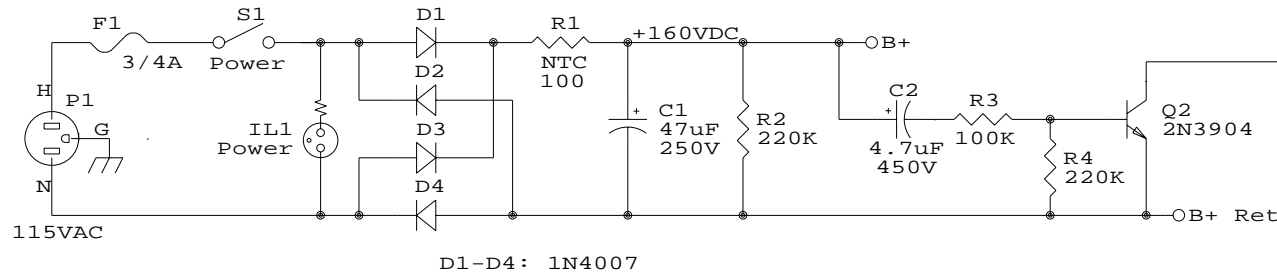 F1
3/4A
S1
Power
H
P1
G
N
115VAC
IL1
Power
D1
D2
D3
D4
R1
NTC
100
+160VDC
+
C1
47uF
250V
R2
220K
B+
+
C2
4.7uF
450V
R3
100K
R4
220K
Q2
2N3904
B+ Ret
D1-D4: 1N4007